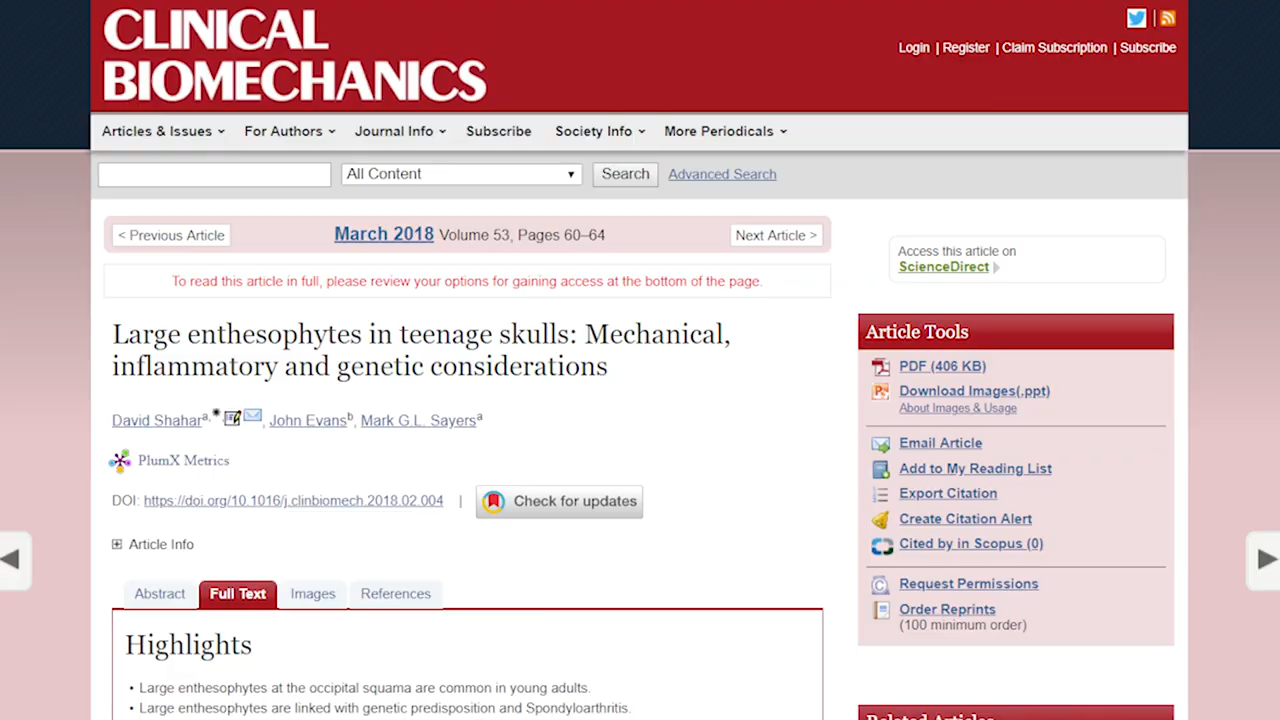 CLINICAL
BIOMECHANICS
Login | Register | Claim Subscription | Subscribe
Articles & Issues For Authors Journal Info Subscribe Society Info More Periodicals
All Content Search Advanced Search
< Previous Article March 2018 Volume 53, Pages 60–64 Next Article >
Access this article on
ScienceDirect
To read this article in full, please review your options for gaining access at the bottom of the page.
Large enthesophytes in teenage skulls: Mechanical,
inflammatory and genetic considerations
David Shahar a,*, John Evans b, Mark G.L. Sayers a
PlumX Metrics
DOI: https://doi.org/10.1016/j.clinbiomech.2018.02.004 | Check for updates
Article Info
Abstract Full Text Images References
Highlights
• Large enthesophytes at the occipital squama are common in young adults.
• Large enthesophytes are linked with genetic predisposition and Spondyloarthritis.
Article Tools
PDF (406 KB)
Download Images(.ppt)
About Images & Usage
Email Article
Add to My Reading List
Export Citation
Create Citation Alert
Cited by in Scopus (0)
Request Permissions
Order Reprints
(100 minimum order)
Related Articles